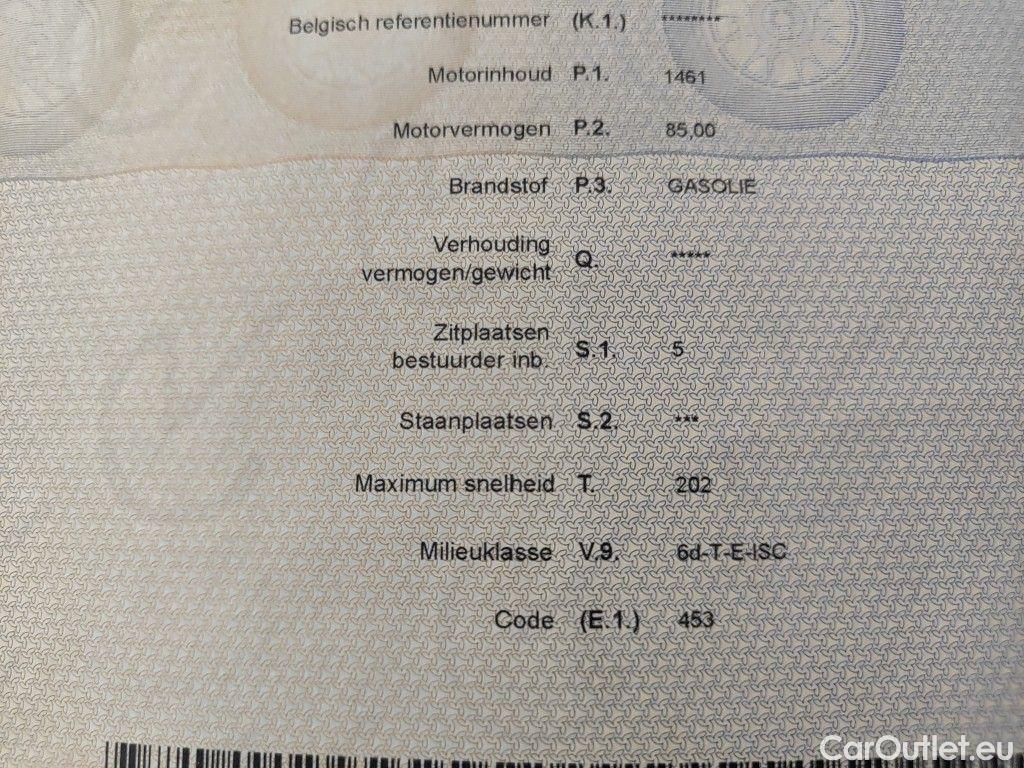 Belgisch referentienummer (K.1.) ********
Motorinhoud P.1. 1461
Motorvermogen P.2. 85,00
Brandstof P.3. GASOLIE
Verhouding
vermogen/gewicht Q. *****
Zitplaatsen
bestuurder inb. S.1. 5
Staanplaatsen S.2. ***
Maximum snelheid T. 202
Milieuklasse V.9. 6d-T-E-ISC
Code (E.1.) 453
CarOutlet.eu